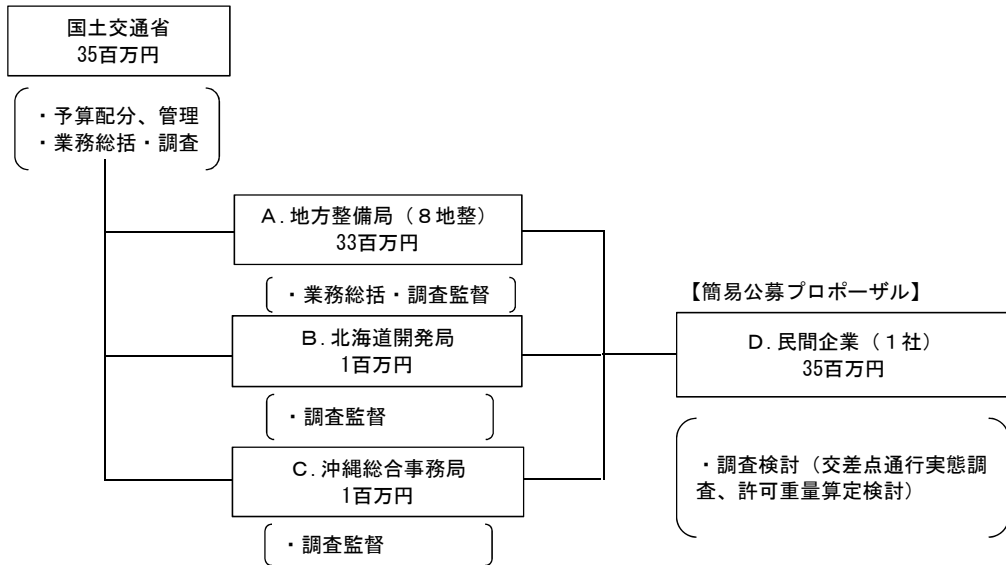 国土交通省
35百万円
・予算配分、管理
・業務総括・調査
A.地方整備局（８地整）
33百万円
・業務総括・調査監督
B.北海道開発局
1百万円
・調査監督
C.沖縄総合事務局
1百万円
・調査監督
【簡易公募プロポーザル】
D.民間企業（１社）
35百万円
・調査検討（交差点通行実態調
査、許可重量算定検討）